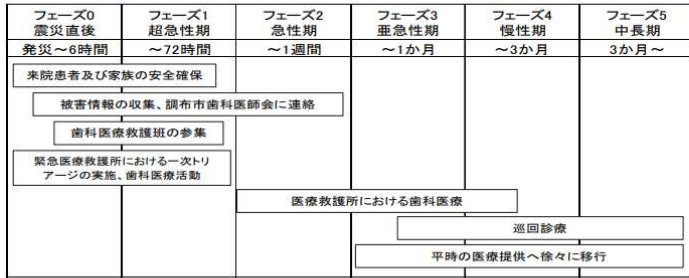 フェーズ0 フェーズ1 フェーズ2 フェーズ3 フェーズ4 フェーズ5
震災直後 超急性期 急性期 亜急性期 慢性期 中長期
発災～6時間 ～72時間 ～1週間 ～1か月 ～3か月 3か月～
来院患者及び家族の安全確保
被害情報の収集、調布市歯科医師会に連絡
歯科医療救護班の参集
緊急医療救護所における一次トリ
アージの実施、歯科医療活動
医療救護所における歯科医療
巡回診療
平時の医療提供へ徐々に移行